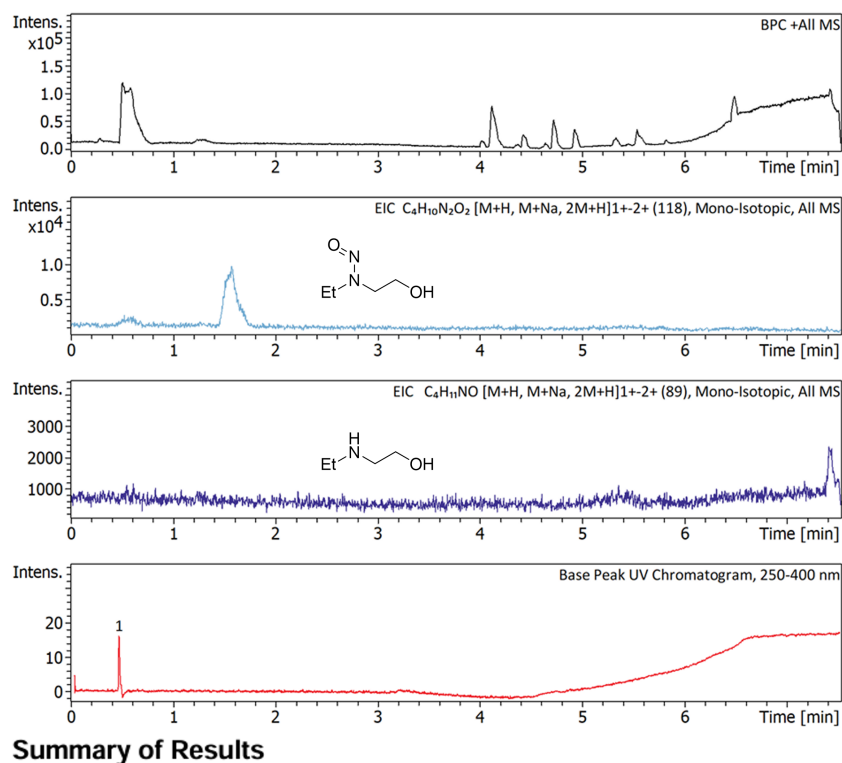 Intens.
x10⁵
BPC +All MS
1.5
1.0
0.5
0.0
0 1 2 3 4 5 6 Time [min]
Intens.
x10⁴
EIC C₄H₁₀N₂O₂ [M+H, M+Na, 2M+H]1+-2+ (118), Mono-Isotopic, All MS
1.0
0.5
O
N
N
Et
OH
0 1 2 3 4 5 6 Time [min]
Intens.
EIC C₄H₁₁NO [M+H, M+Na, 2M+H]1+-2+ (89), Mono-Isotopic, All MS
3000
2000
1000
H
N
Et
OH
0 1 2 3 4 5 6 Time [min]
Intens.
Base Peak UV Chromatogram, 250-400 nm
20
10
0
1
0 1 2 3 4 5 6 Time [min]
Summary of Results